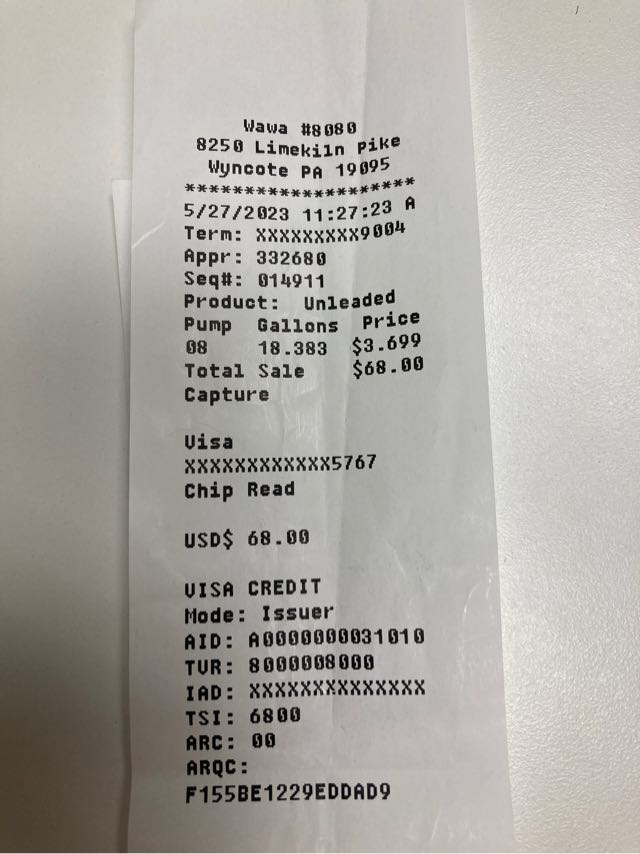 Wawa #8080
8250 Limekiln Pike
Wyncote PA 19095
********************
5/27/2023 11:27:23 A
Term: XXXXXXXXX9004
Appr: 332680
Seq#: 014911
Product: Unleaded
Pump Gallons Price
08 18.383 $3.699
Total Sale $68.00
Capture
Visa
XXXXXXXXXXXX5767
Chip Read
USD$ 68.00
VISA CREDIT
Mode: Issuer
AID: A0000000031010
TVR: 8000008000
IAD: XXXXXXXXXXXXXX
TSI: 6800
ARC: 00
ARQC:
F155BE1229EDDAD9